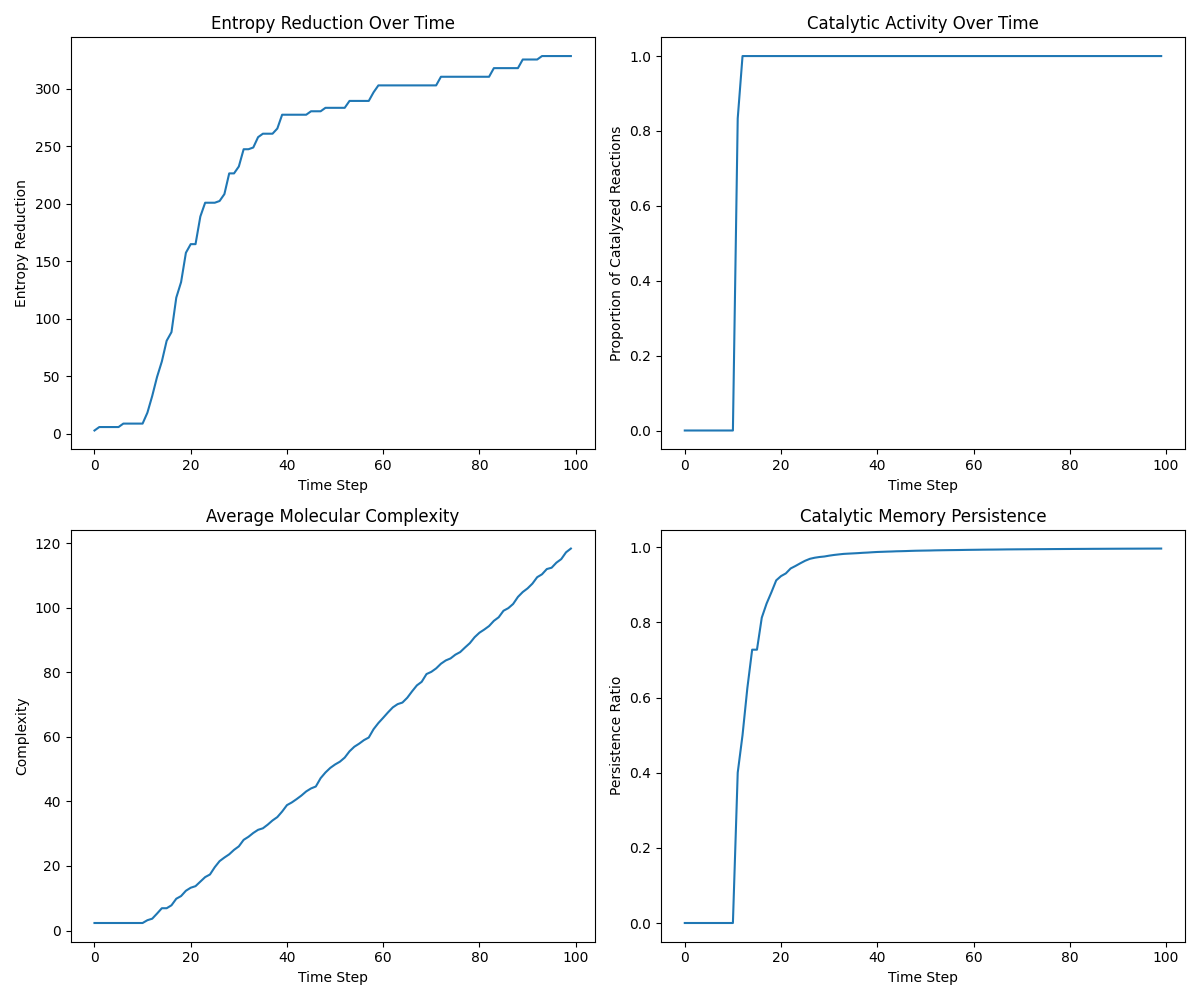 Entropy Reduction Over Time
Entropy Reduction
300
250
200
150
100
50
0
0 20 40 60 80 100
Time Step
Catalytic Activity Over Time
Proportion of Catalyzed Reactions
1.0
0.8
0.6
0.4
0.2
0.0
0 20 40 60 80 100
Time Step
Average Molecular Complexity
Complexity
120
100
80
60
40
20
0
0 20 40 60 80 100
Time Step
Catalytic Memory Persistence
Persistence Ratio
1.0
0.8
0.6
0.4
0.2
0.0
0 20 40 60 80 100
Time Step